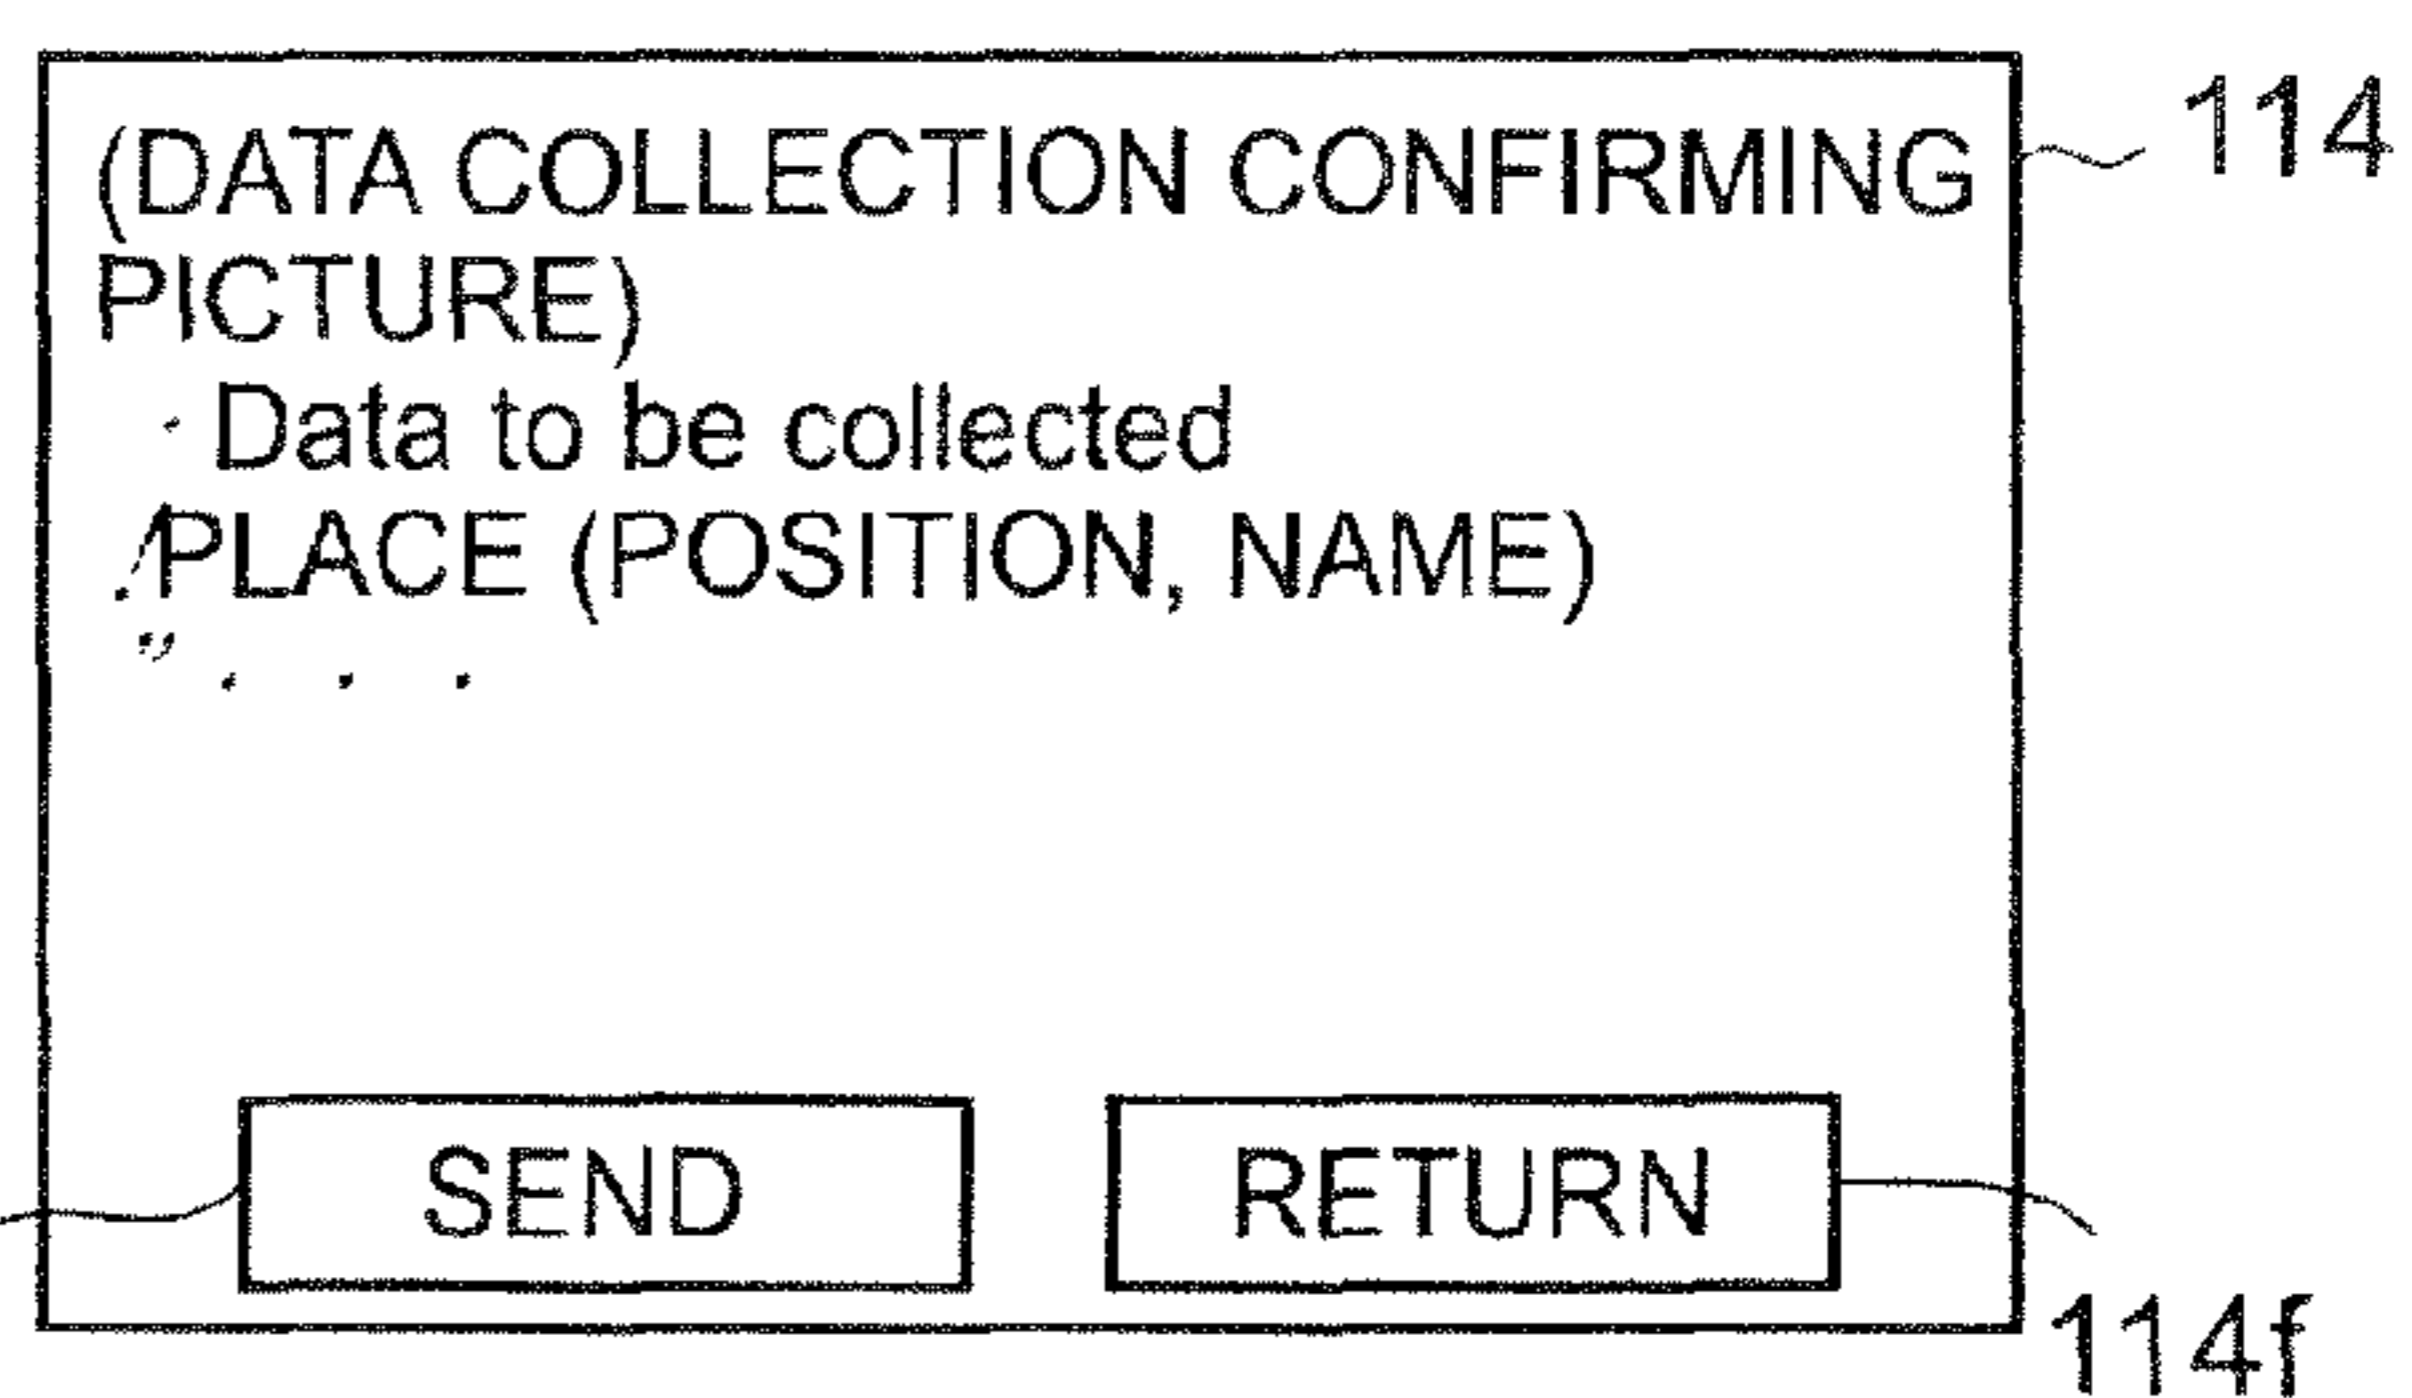 (DATA COLLECTION CONFIRMING
PICTURE)
· Data to be collected
PLACE (POSITION, NAME)
” . . .
SEND
RETURN
114
114f